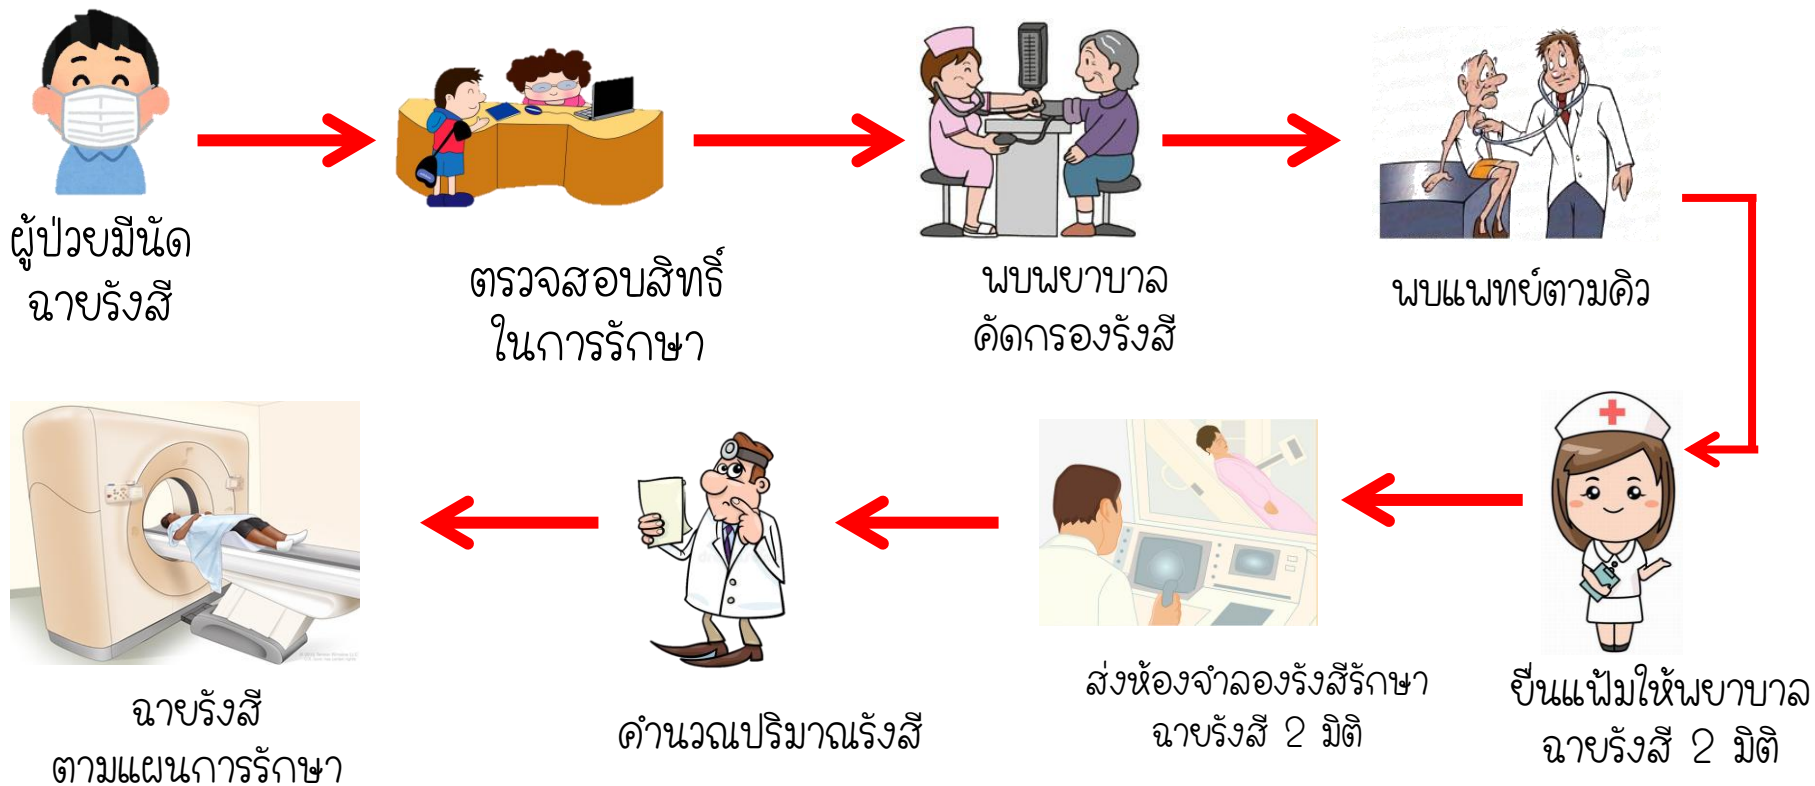 ผู้ป่วยมีนัด
ฉายรังสี
ตรวจสอบสิทธิ์
ในการรักษา
พบพยาบาล
คัดกรองรังสี
พบแพทย์ตามคิว
ยื่นแฟ้มให้พยาบาล
ฉายรังสี 2 มิติ
ส่งห้องจำลองรังสีรักษา
ฉายรังสี 2 มิติ
คำนวณปริมาณรังสี
ฉายรังสี
ตามแผนการรักษา